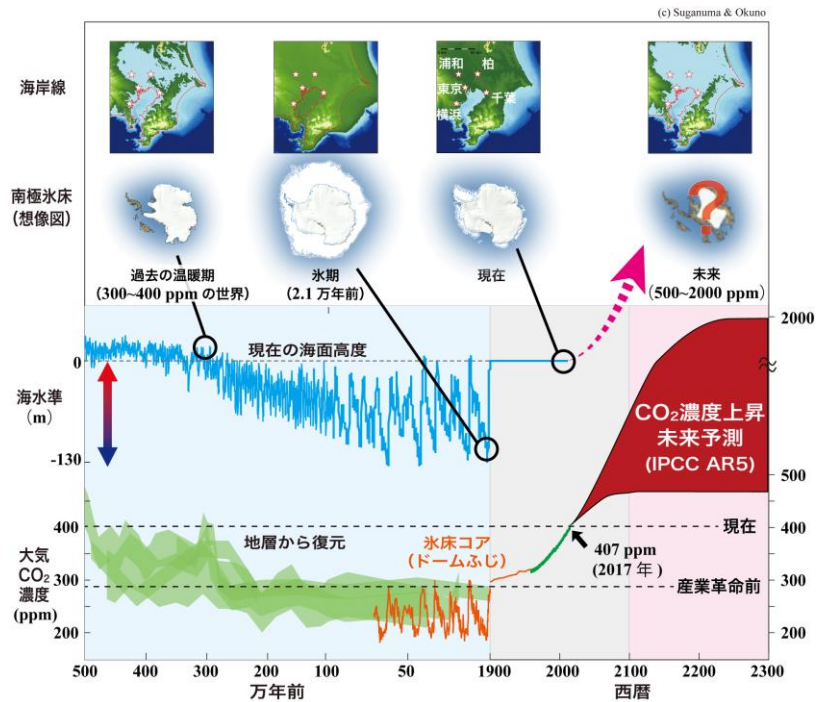 (c) Suganuma & Okuno
海岸線
浦和
柏
東京
千葉
横浜
南極氷床
(想像図)
?
過去の温暖期
(300~400 ppm の世界)
氷期
(2.1 万年前)
現在
未来
(500~2000 ppm)
現在の海面高度
0
海水準
(m)
-130
2000
CO₂濃度上昇
未来予測
(IPCC AR5)
500
400
現在
400
大気
CO₂
濃度
(ppm)
地層から復元
氷床コア
(ドームふじ)
407 ppm
(2017 年 )
300
産業革命前
300
200
200
500
400
300
200
100
50
1900
2000
2100
2200
2300
万年前
西暦